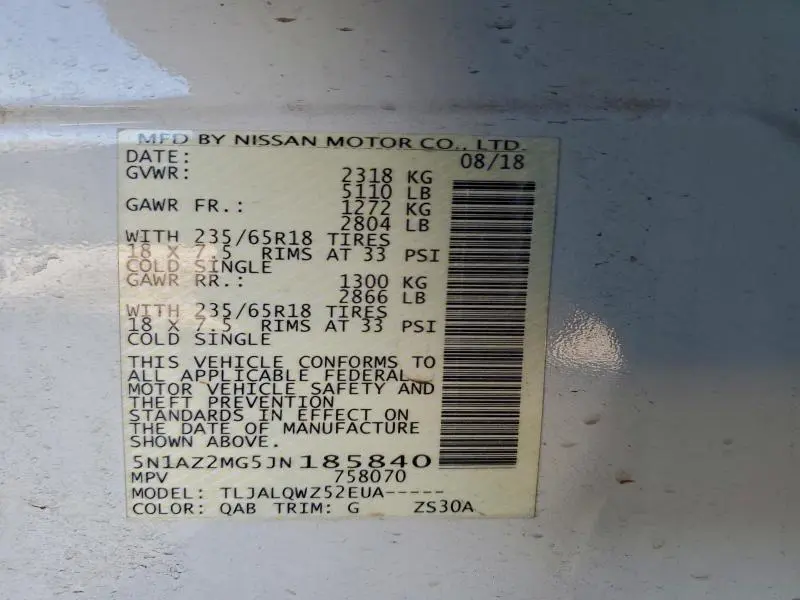 MFD BY NISSAN MOTOR CO., LTD.
DATE: 08/18
GVWR: 2318 KG
5110 LB
GAWR FR.: 1272 KG
2804 LB
WITH 235/65R18 TIRES
18 X 7.5 RIMS AT 33 PSI
COLD SINGLE
GAWR RR.: 1300 KG
2866 LB
WITH 235/65R18 TIRES
18 X 7.5 RIMS AT 33 PSI
COLD SINGLE
THIS VEHICLE CONFORMS TO
ALL APPLICABLE FEDERAL
MOTOR VEHICLE SAFETY AND
THEFT PREVENTION
STANDARDS IN EFFECT ON
THE DATE OF MANUFACTURE
SHOWN ABOVE.
5N1AZ2MG5JN185840
MPV 758070
MODEL: TLJALQWZ52EUA-----
COLOR: QAB TRIM: G ZS30A